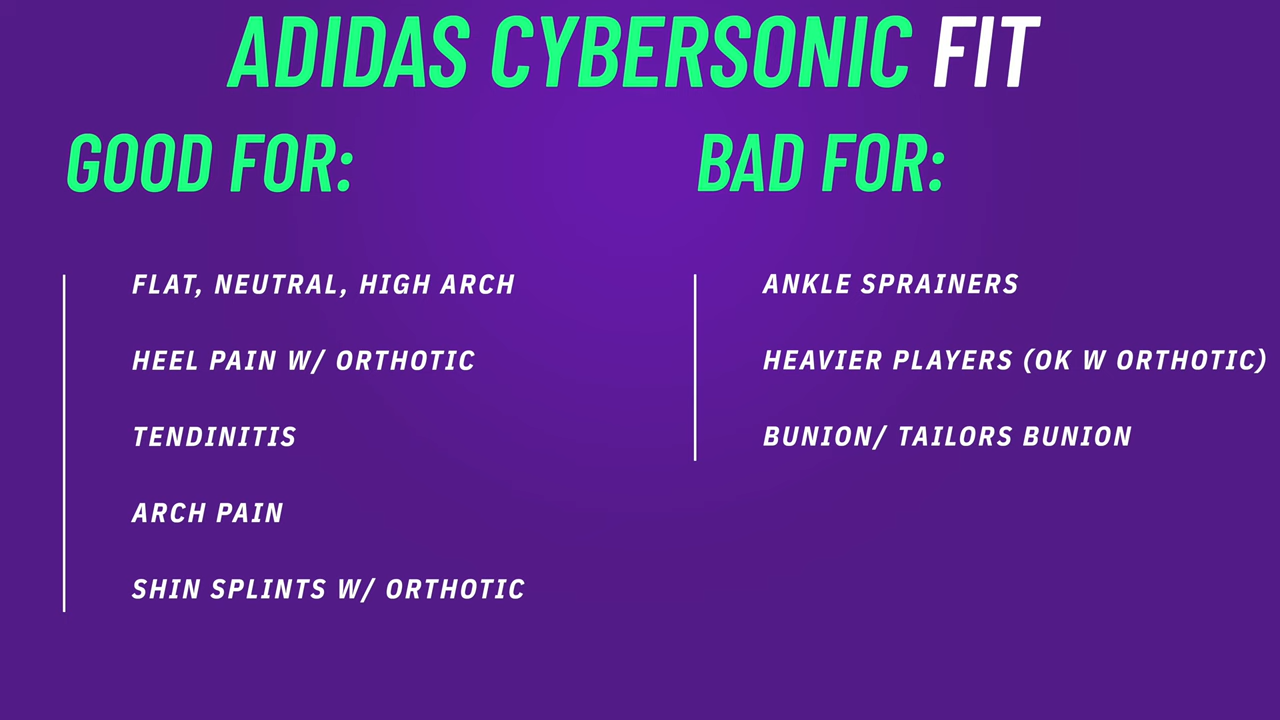 ADIDAS CYBERSONIC FIT
GOOD FOR:
FLAT, NEUTRAL, HIGH ARCH
HEEL PAIN W/ ORTHOTIC
TENDINITIS
ARCH PAIN
SHIN SPLINTS W/ ORTHOTIC
BAD FOR:
ANKLE SPRAINERS
HEAVIER PLAYERS (OK W ORTHOTIC)
BUNION/ TAILORS BUNION